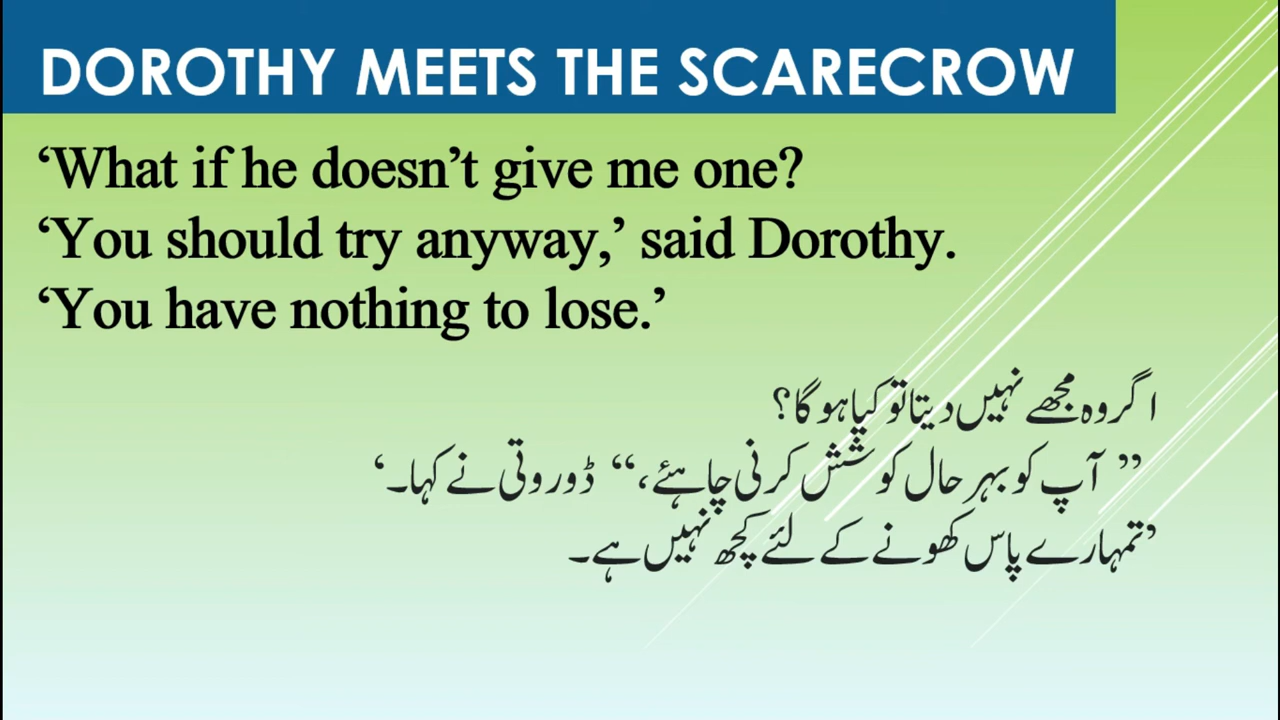 DOROTHY MEETS THE SCARECROW
‘What if he doesn’t give me one?
‘You should try anyway,’ said Dorothy.
‘You have nothing to lose.’
اگر وہ مجھے نہیں دیتا تو کیا ہو گا؟
”آپ کو بہر حال کوشش کرنی چاہئے،“ ڈوروتی نے کہا۔‘
’تمہارے پاس کھونے کے لئے کچھ نہیں ہے۔